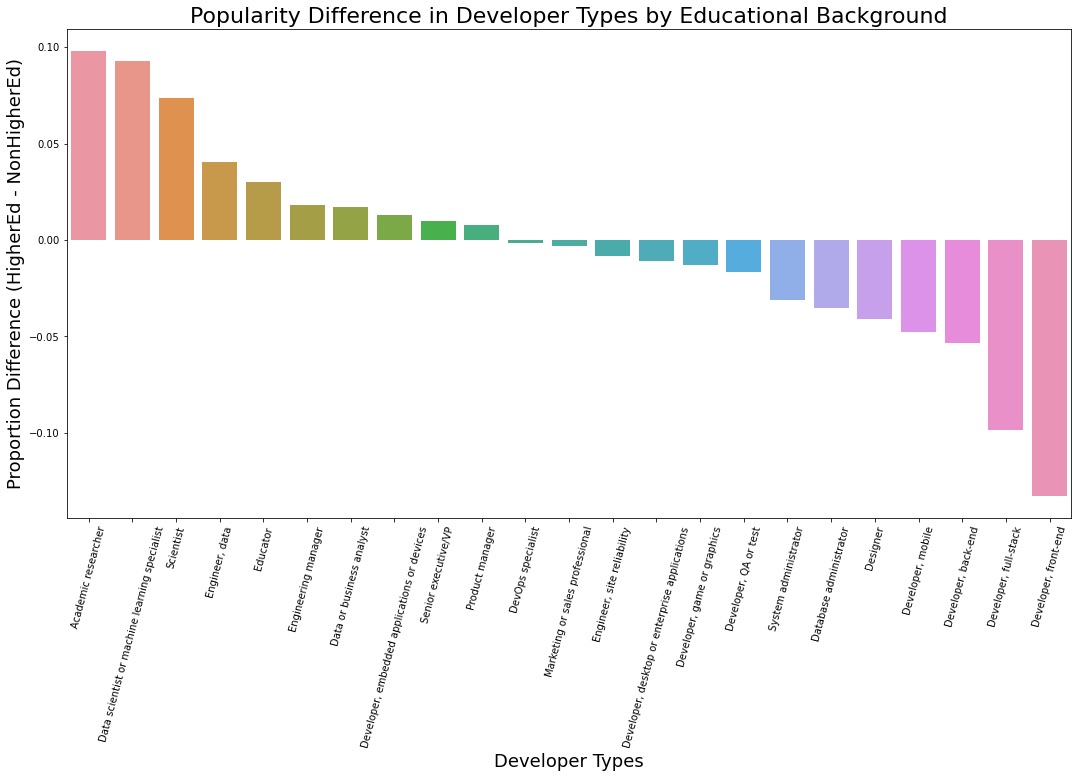 Popularity Difference in Developer Types by Educational Background
Proportion Difference (HigherEd - NonHigherEd)
0.10
0.05
0.00
−0.05
−0.10
Academic researcher
Data scientist or machine learning specialist
Scientist
Engineer, data
Educator
Engineering manager
Data or business analyst
Developer, embedded applications or devices
Senior executive/VP
Product manager
DevOps specialist
Marketing or sales professional
Engineer, site reliability
Developer, desktop or enterprise applications
Developer, game or graphics
Developer, QA or test
System administrator
Database administrator
Designer
Developer, mobile
Developer, back-end
Developer, full-stack
Developer, front-end
Developer Types